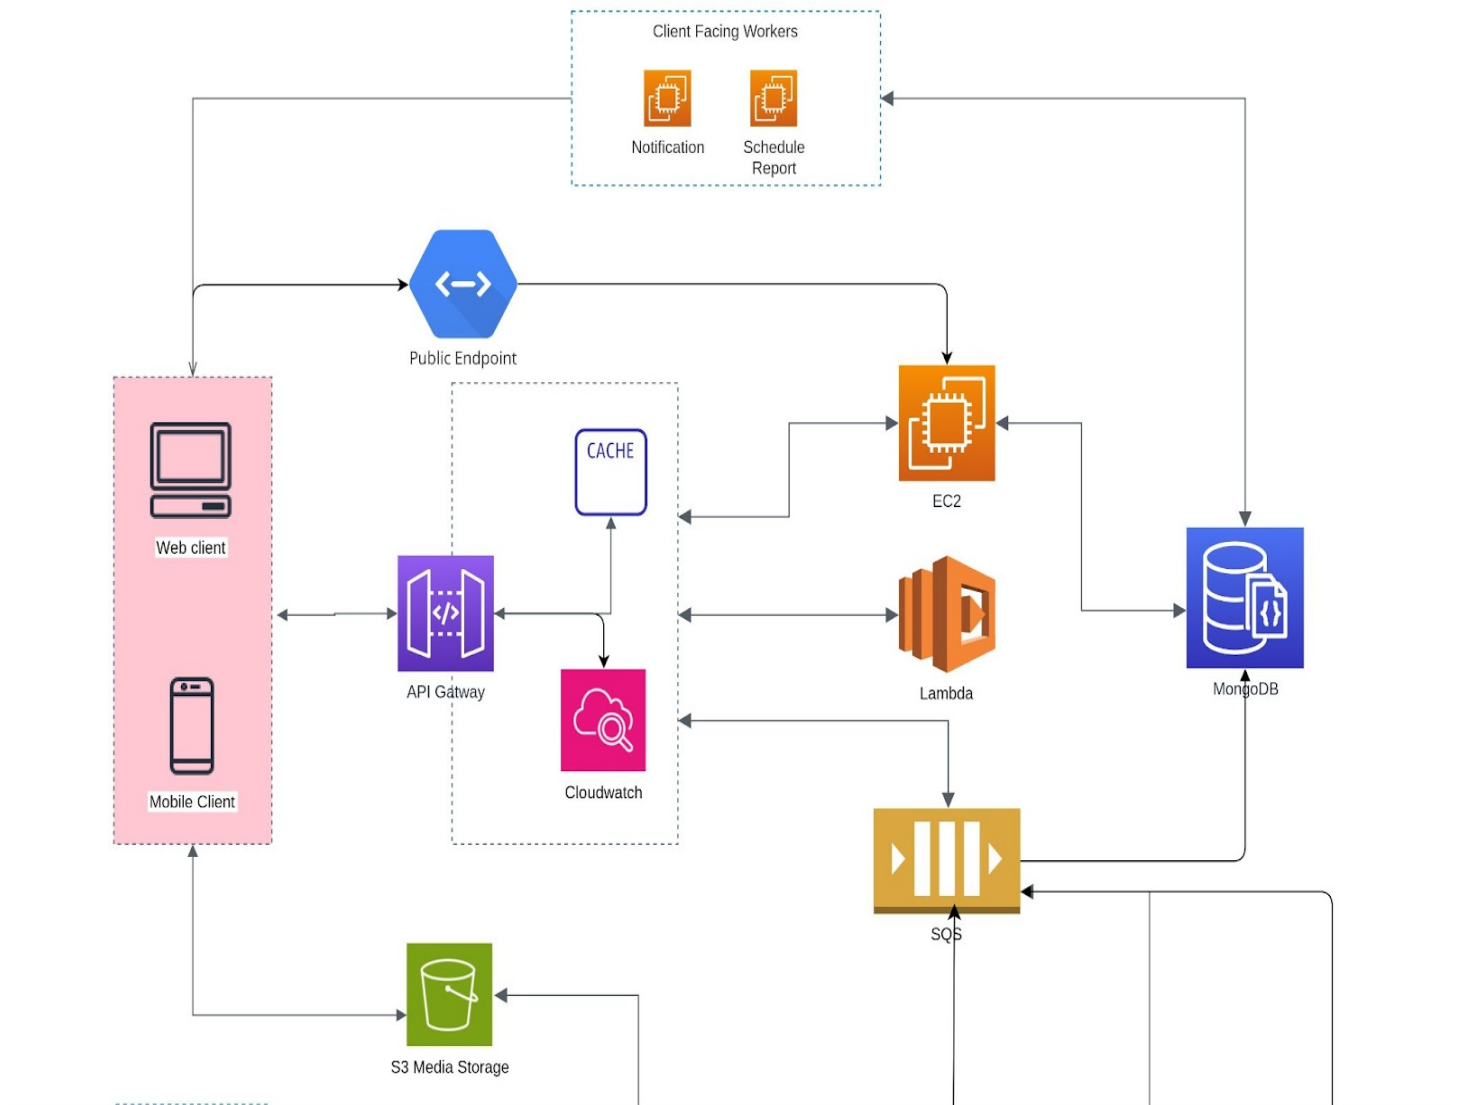 Client Facing Workers
Notification
Schedule
Report
Public Endpoint
CACHE
EC2
Web client
API Gatway
Lambda
MongoDB
Cloudwatch
Mobile Client
SQS
S3 Media Storage